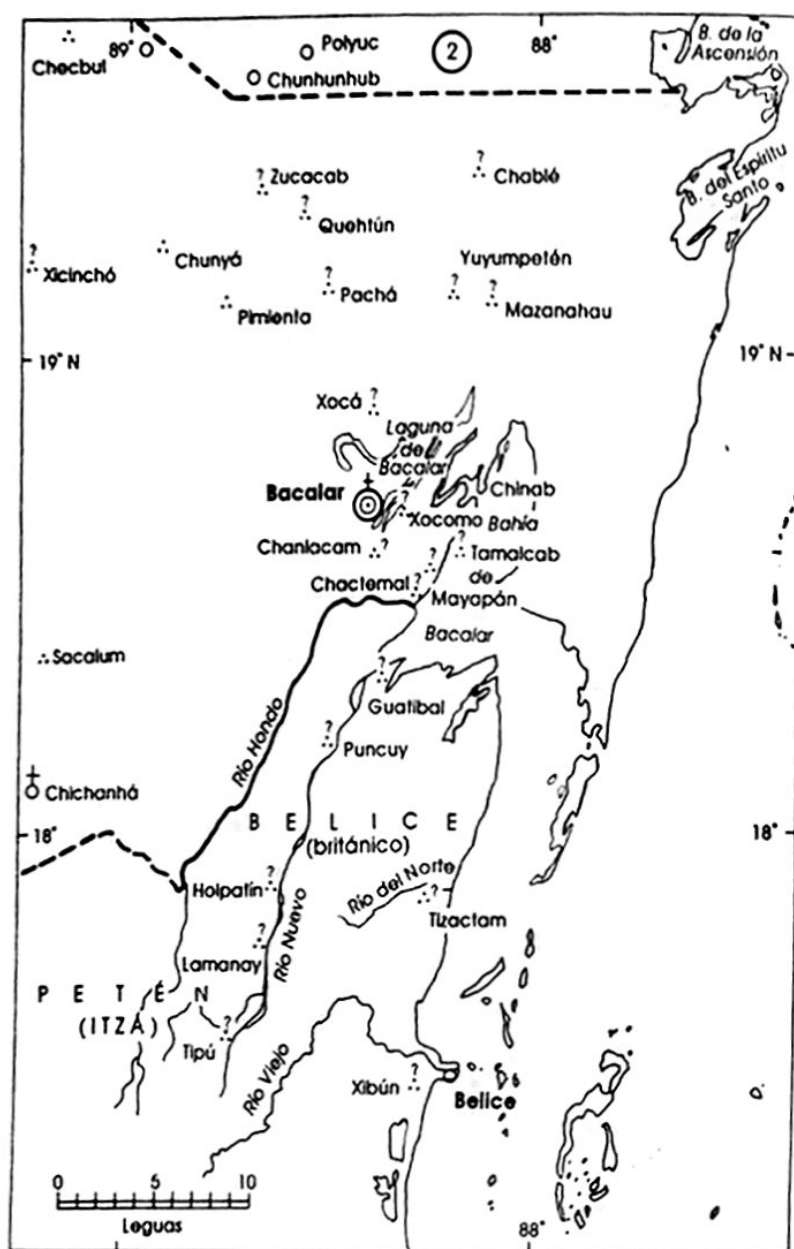 89°
Polyuc
2
88°
B. de la
Ascensión
Checbul
Chunhunhub
?
Zucacab
?
Chablé
B. del Espíritu
Santo
?
Quehtún
?
Xicinchó
Chunyá
Yuyumpetén
?
Pachá
?
?
Mazanahau
Pimienta
19° N
19° N
Xocá
?
Laguna
de
Bacalar
Bacalar
Chinab
?
Xocomo
Bahía
Chanlacam
?
?
?
Tamalcab
de
Chactemal
?
Mayapán
Bacalar
Sacalum
?
Guatibal
Río Hondo
?
Puncuy
Chichanhá
18°
BELICE
(británico)
18°
Holpatín
?
Río del Norte
?
Tizactam
Río Nuevo
Lamanay
?
PETÉN
(ITZÁ)
Tipú
?
Río Viejo
Xibún
?
Belice
0 5 10
Leguas
88°